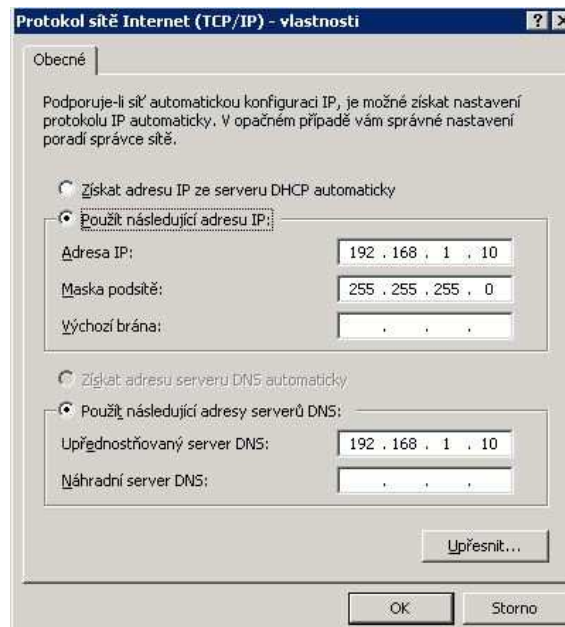 Protokol sítě Internet (TCP/IP) - vlastnosti
Obecné
Podporuje-li síť automatickou konfiguraci IP, je možné získat nastavení
protokolu IP automaticky. V opačném případě vám správné nastavení
poradí správce sítě.
Získat adresu IP ze serveru DHCP automaticky
Použít následující adresu IP:
Adresa IP: 192 . 168 . 1 . 10
Maska podsítě: 255 . 255 . 255 . 0
Výchozí brána: . . .
Získat adresu serveru DNS automaticky
Použít následující adresy serverů DNS:
Upřednostňovaný server DNS: 192 . 168 . 1 . 10
Náhradní server DNS: . . .
Upřesnit...
OK Storno